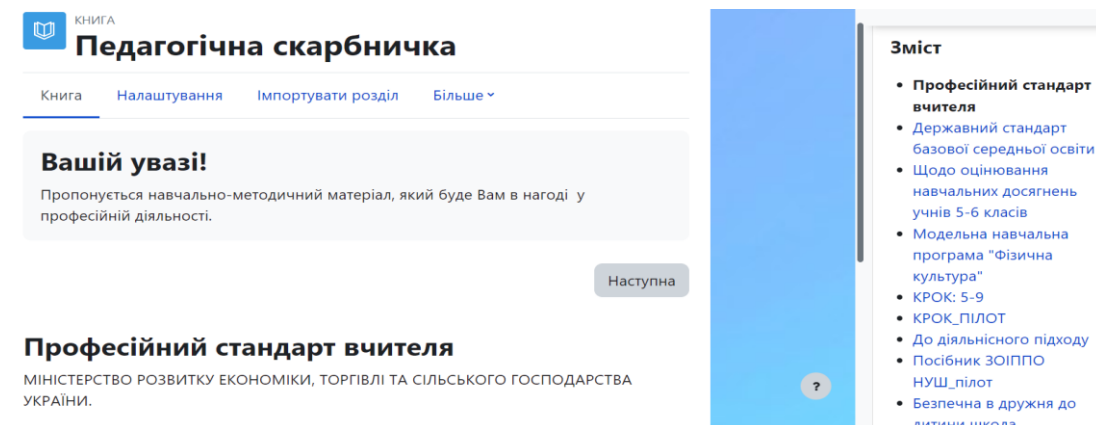 КНИГА
Педагогічна скарбничка
Книга Налаштування Імпортувати розділ Більше
Вашій увазі!
Пропонується навчально-методичний матеріал, який буде Вам в нагоді у
професійній діяльності.
Наступна
Професійний стандарт вчителя
МІНІСТЕРСТВО РОЗВИТКУ ЕКОНОМІКИ, ТОРГІВЛІ ТА СІЛЬСЬКОГО ГОСПОДАРСТВА
УКРАЇНИ.
?
Зміст
Професійний стандарт
вчителя
Державний стандарт
базової середньої освіти
Щодо оцінювання
навчальних досягнень
учнів 5-6 класів
Модельна навчальна
програма "Фізична
культура"
КРОК: 5-9
КРОК_ПІЛОТ
До діяльнісного підходу
Посібник ЗОІППО
НУШ_пілот
Безпечна в дружня до
дитини школа